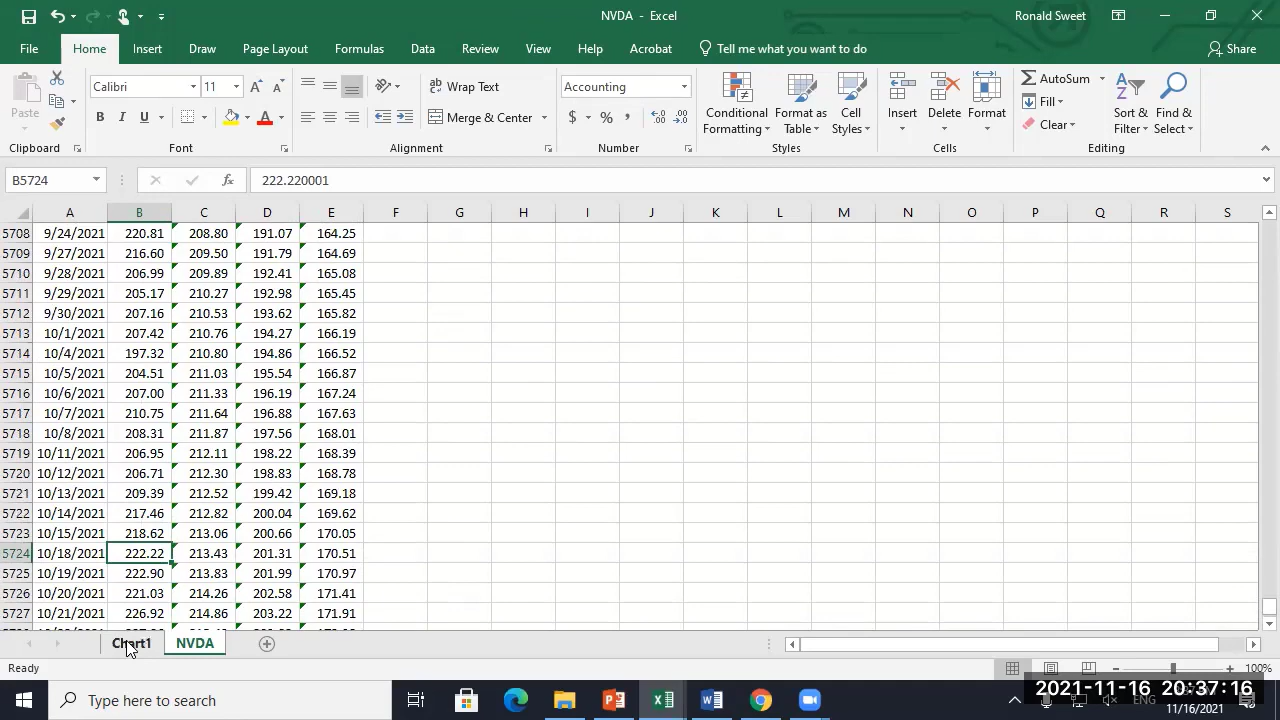 NVDA - Excel
Ronald Sweet
File Home Insert Draw Page Layout Formulas Data Review View Help Acrobat Tell me what you want to do Share
Paste
Calibri 11
Wrap Text
Accounting
Conditional Formatting
Format as Table
Cell Styles
Insert Delete Format
AutoSum
Fill
Clear
Sort & Filter
Find & Select
B I U A
Merge & Center
$ % ,
Clipboard Font Alignment Number Styles Cells Editing
B5724 fx 222.220001
A B C D E F G H I J K L M N O P Q R S
5708 9/24/2021 220.81 208.80 191.07 164.25
5709 9/27/2021 216.60 209.50 191.79 164.69
5710 9/28/2021 206.99 209.89 192.41 165.08
5711 9/29/2021 205.17 210.27 192.98 165.45
5712 9/30/2021 207.16 210.53 193.62 165.82
5713 10/1/2021 207.42 210.76 194.27 166.19
5714 10/4/2021 197.32 210.80 194.86 166.52
5715 10/5/2021 204.51 211.03 195.54 166.87
5716 10/6/2021 207.00 211.33 196.19 167.24
5717 10/7/2021 210.75 211.64 196.88 167.63
5718 10/8/2021 208.31 211.87 197.56 168.01
5719 10/11/2021 206.95 212.11 198.22 168.39
5720 10/12/2021 206.71 212.30 198.83 168.78
5721 10/13/2021 209.39 212.52 199.42 169.18
5722 10/14/2021 217.46 212.82 200.04 169.62
5723 10/15/2021 218.62 213.06 200.66 170.05
5724 10/18/2021 222.22 213.43 201.31 170.51
5725 10/19/2021 222.90 213.83 201.99 170.97
5726 10/20/2021 221.03 214.26 202.58 171.41
5727 10/21/2021 226.92 214.86 203.22 171.91
Chart1 NVDA
Ready 100%
Type here to search
2021-11-16 20:37:16
ENG
11/16/2021